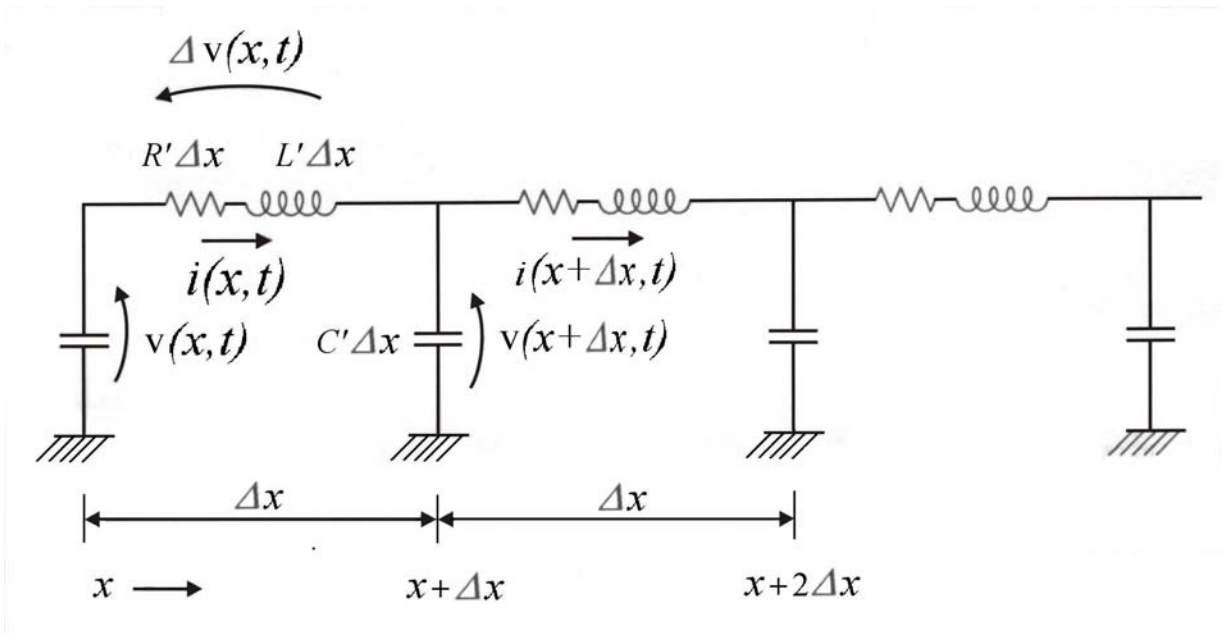 Δv(x,t)
R'Δx L'Δx
i(x,t) i(x+Δx,t)
v(x,t) C'Δx v(x+Δx,t)
Δx Δx
x x+Δx x+2Δx